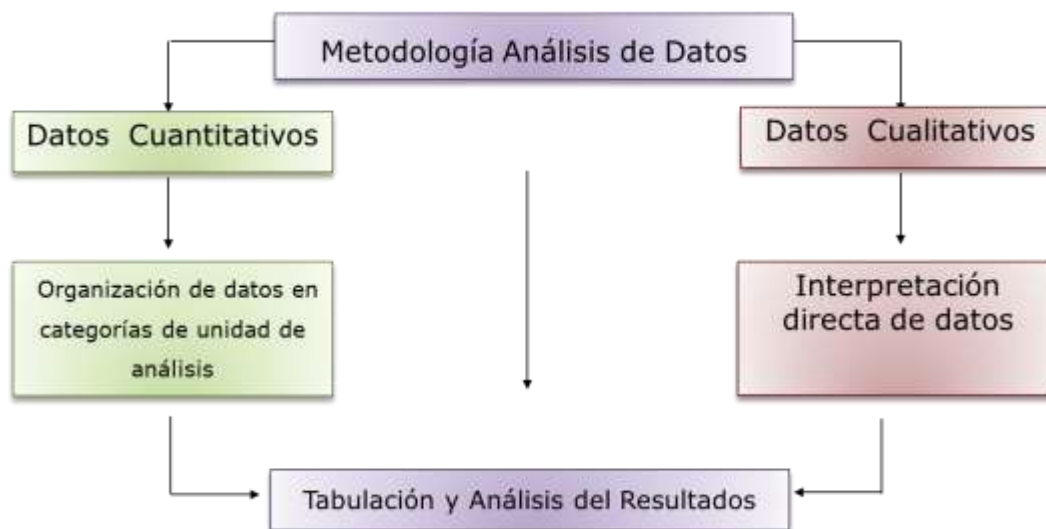 Metodología Análisis de Datos
Datos Cuantitativos
Datos Cualitativos
Organización de datos en
categorías de unidad de
análisis
Interpretación
directa de datos
Tabulación y Análisis del Resultados